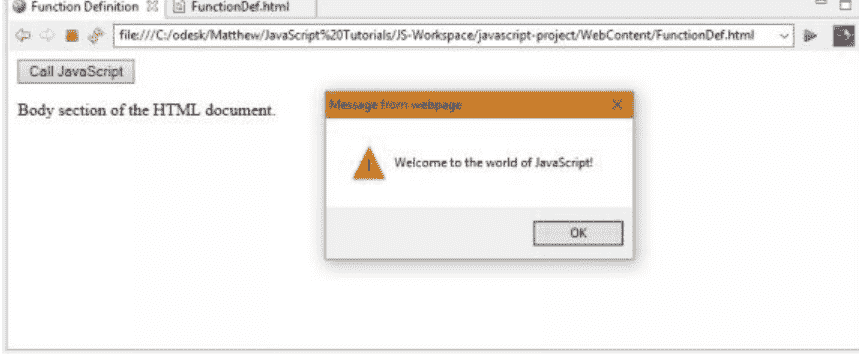 Function Definition
FunctionDef.html
file:///C:/odesk/Matthew/JavaScript%20Tutorials/JS-Workspace/javascript-project/WebContent/FunctionDef.html
Call JavaScript
Body section of the HTML document.
Message from webpage
Welcome to the world of JavaScript!
OK